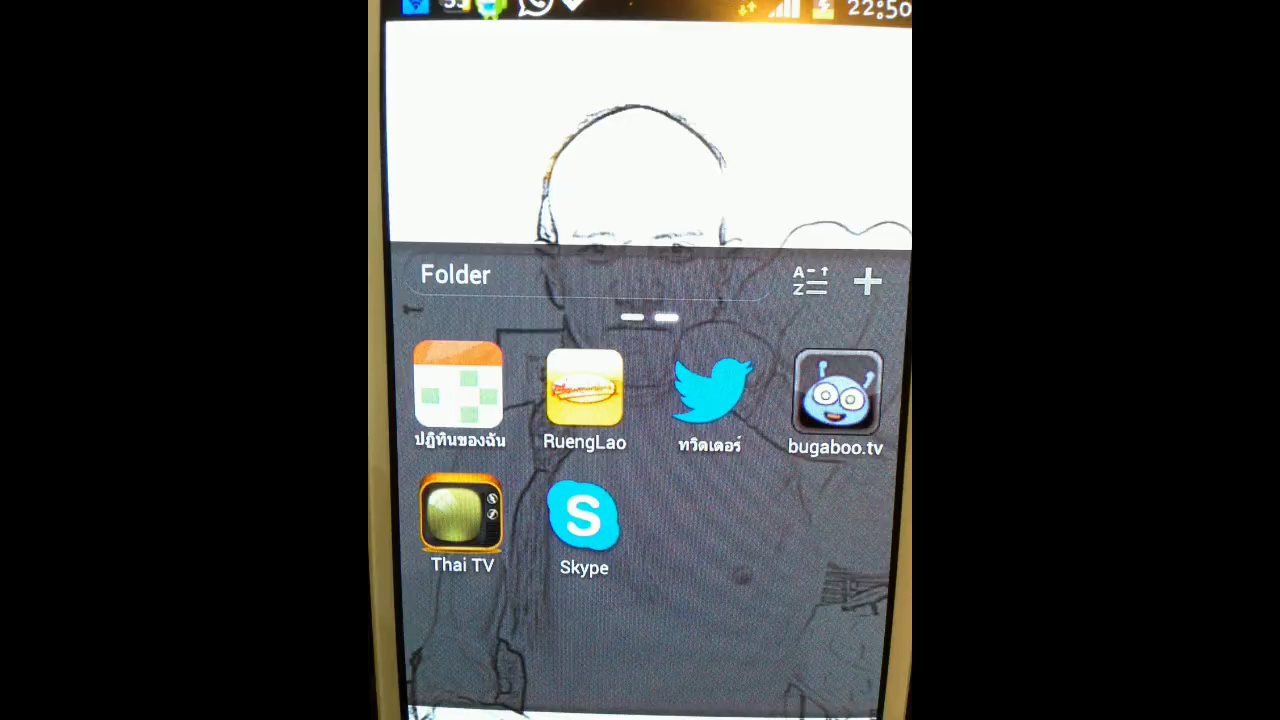 22:50
Folder
A
Z
ปฏิทินของฉัน
RuengLao
ทวิตเตอร์
bugaboo.tv
Thai TV
S
Skype